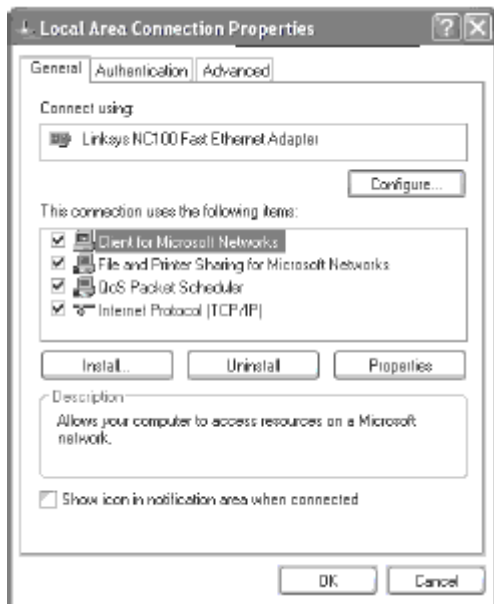 Local Area Connection Properties
General Authentication Advanced
Connect using:
Linksys NC100 Fast Ethernet Adapter
Configure...
This connection uses the following items:
Client for Microsoft Networks
File and Printer Sharing for Microsoft Networks
QoS Packet Scheduler
Internet Protocol (TCP/IP)
Install... Uninstall Properties
Description
Allows your computer to access resources on a Microsoft
network.
Show icon in notification area when connected
OK Cancel